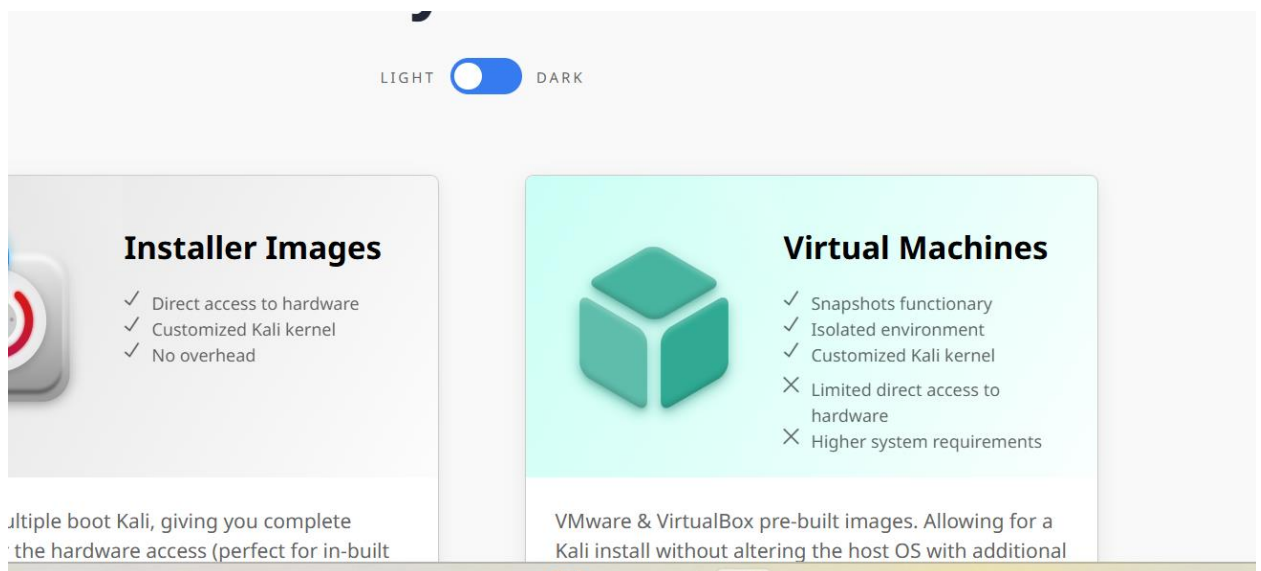 LIGHT DARK
Installer Images
Direct access to hardware
Customized Kali kernel
No overhead
ultiple boot Kali, giving you complete
the hardware access (perfect for in-built
Virtual Machines
Snapshots functionary
Isolated environment
Customized Kali kernel
Limited direct access to
hardware
Higher system requirements
VMware & VirtualBox pre-built images. Allowing for a
Kali install without altering the host OS with additional